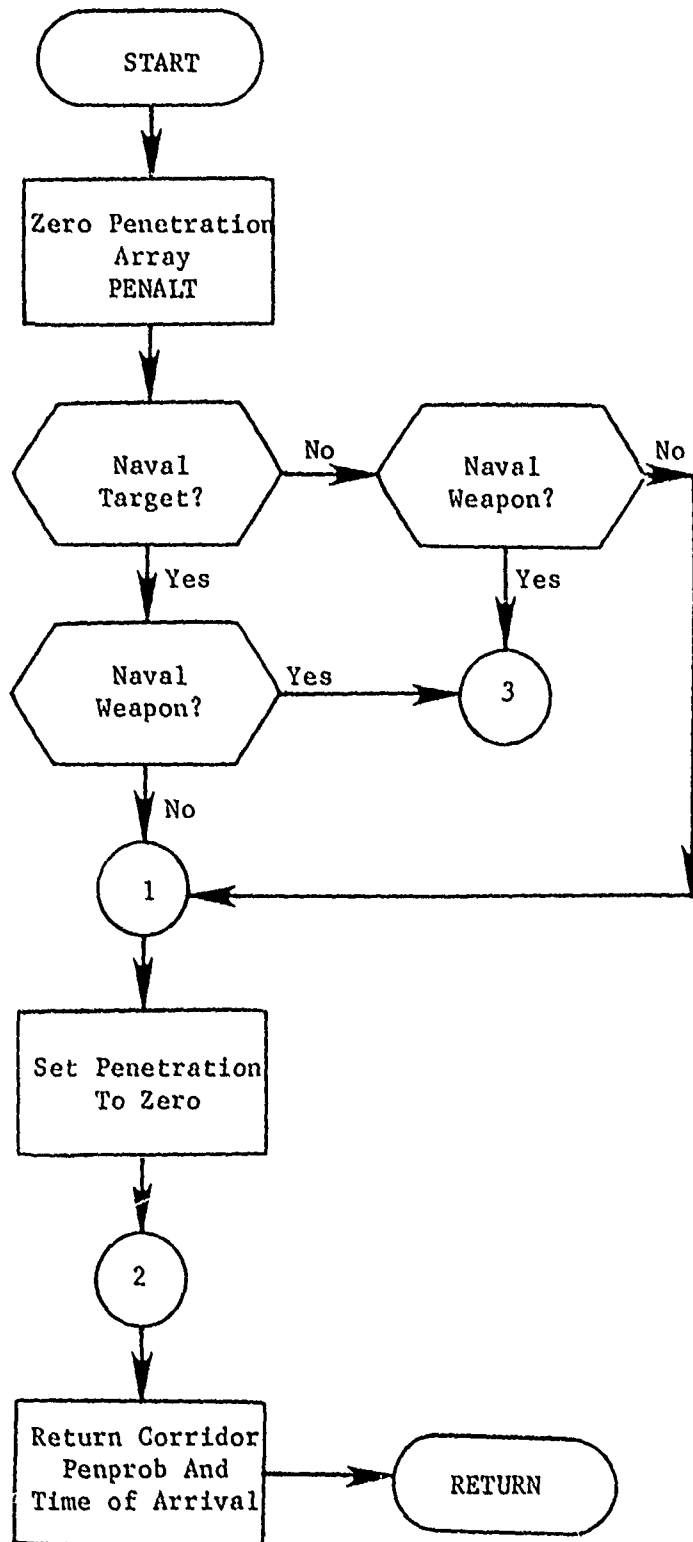 START
Zero Penetration
Array
PENALT
Naval
Target?
No
Naval
Weapon?
No
Yes
Yes
Naval
Weapon?
Yes
3
No
1
Set Penetration
To Zero
2
Return Corridor
Penprob And
Time of Arrival
RETURN